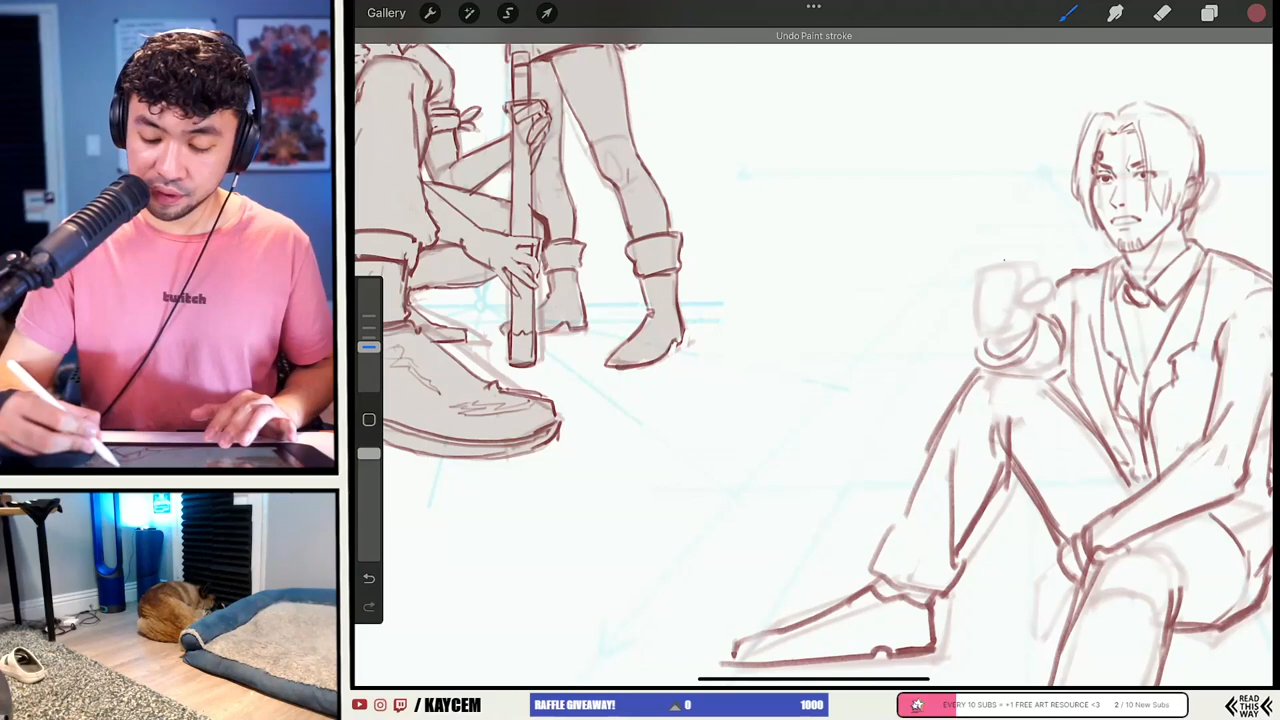 Gallery
Undo Paint stroke
twitch
/ KAYCEM
RAFFLE GIVEAWAY!
0
1000
EVERY 10 SUBS = +1 FREE ART RESOURCE <3
2 / 10 New Subs
READ
THIS
WAY